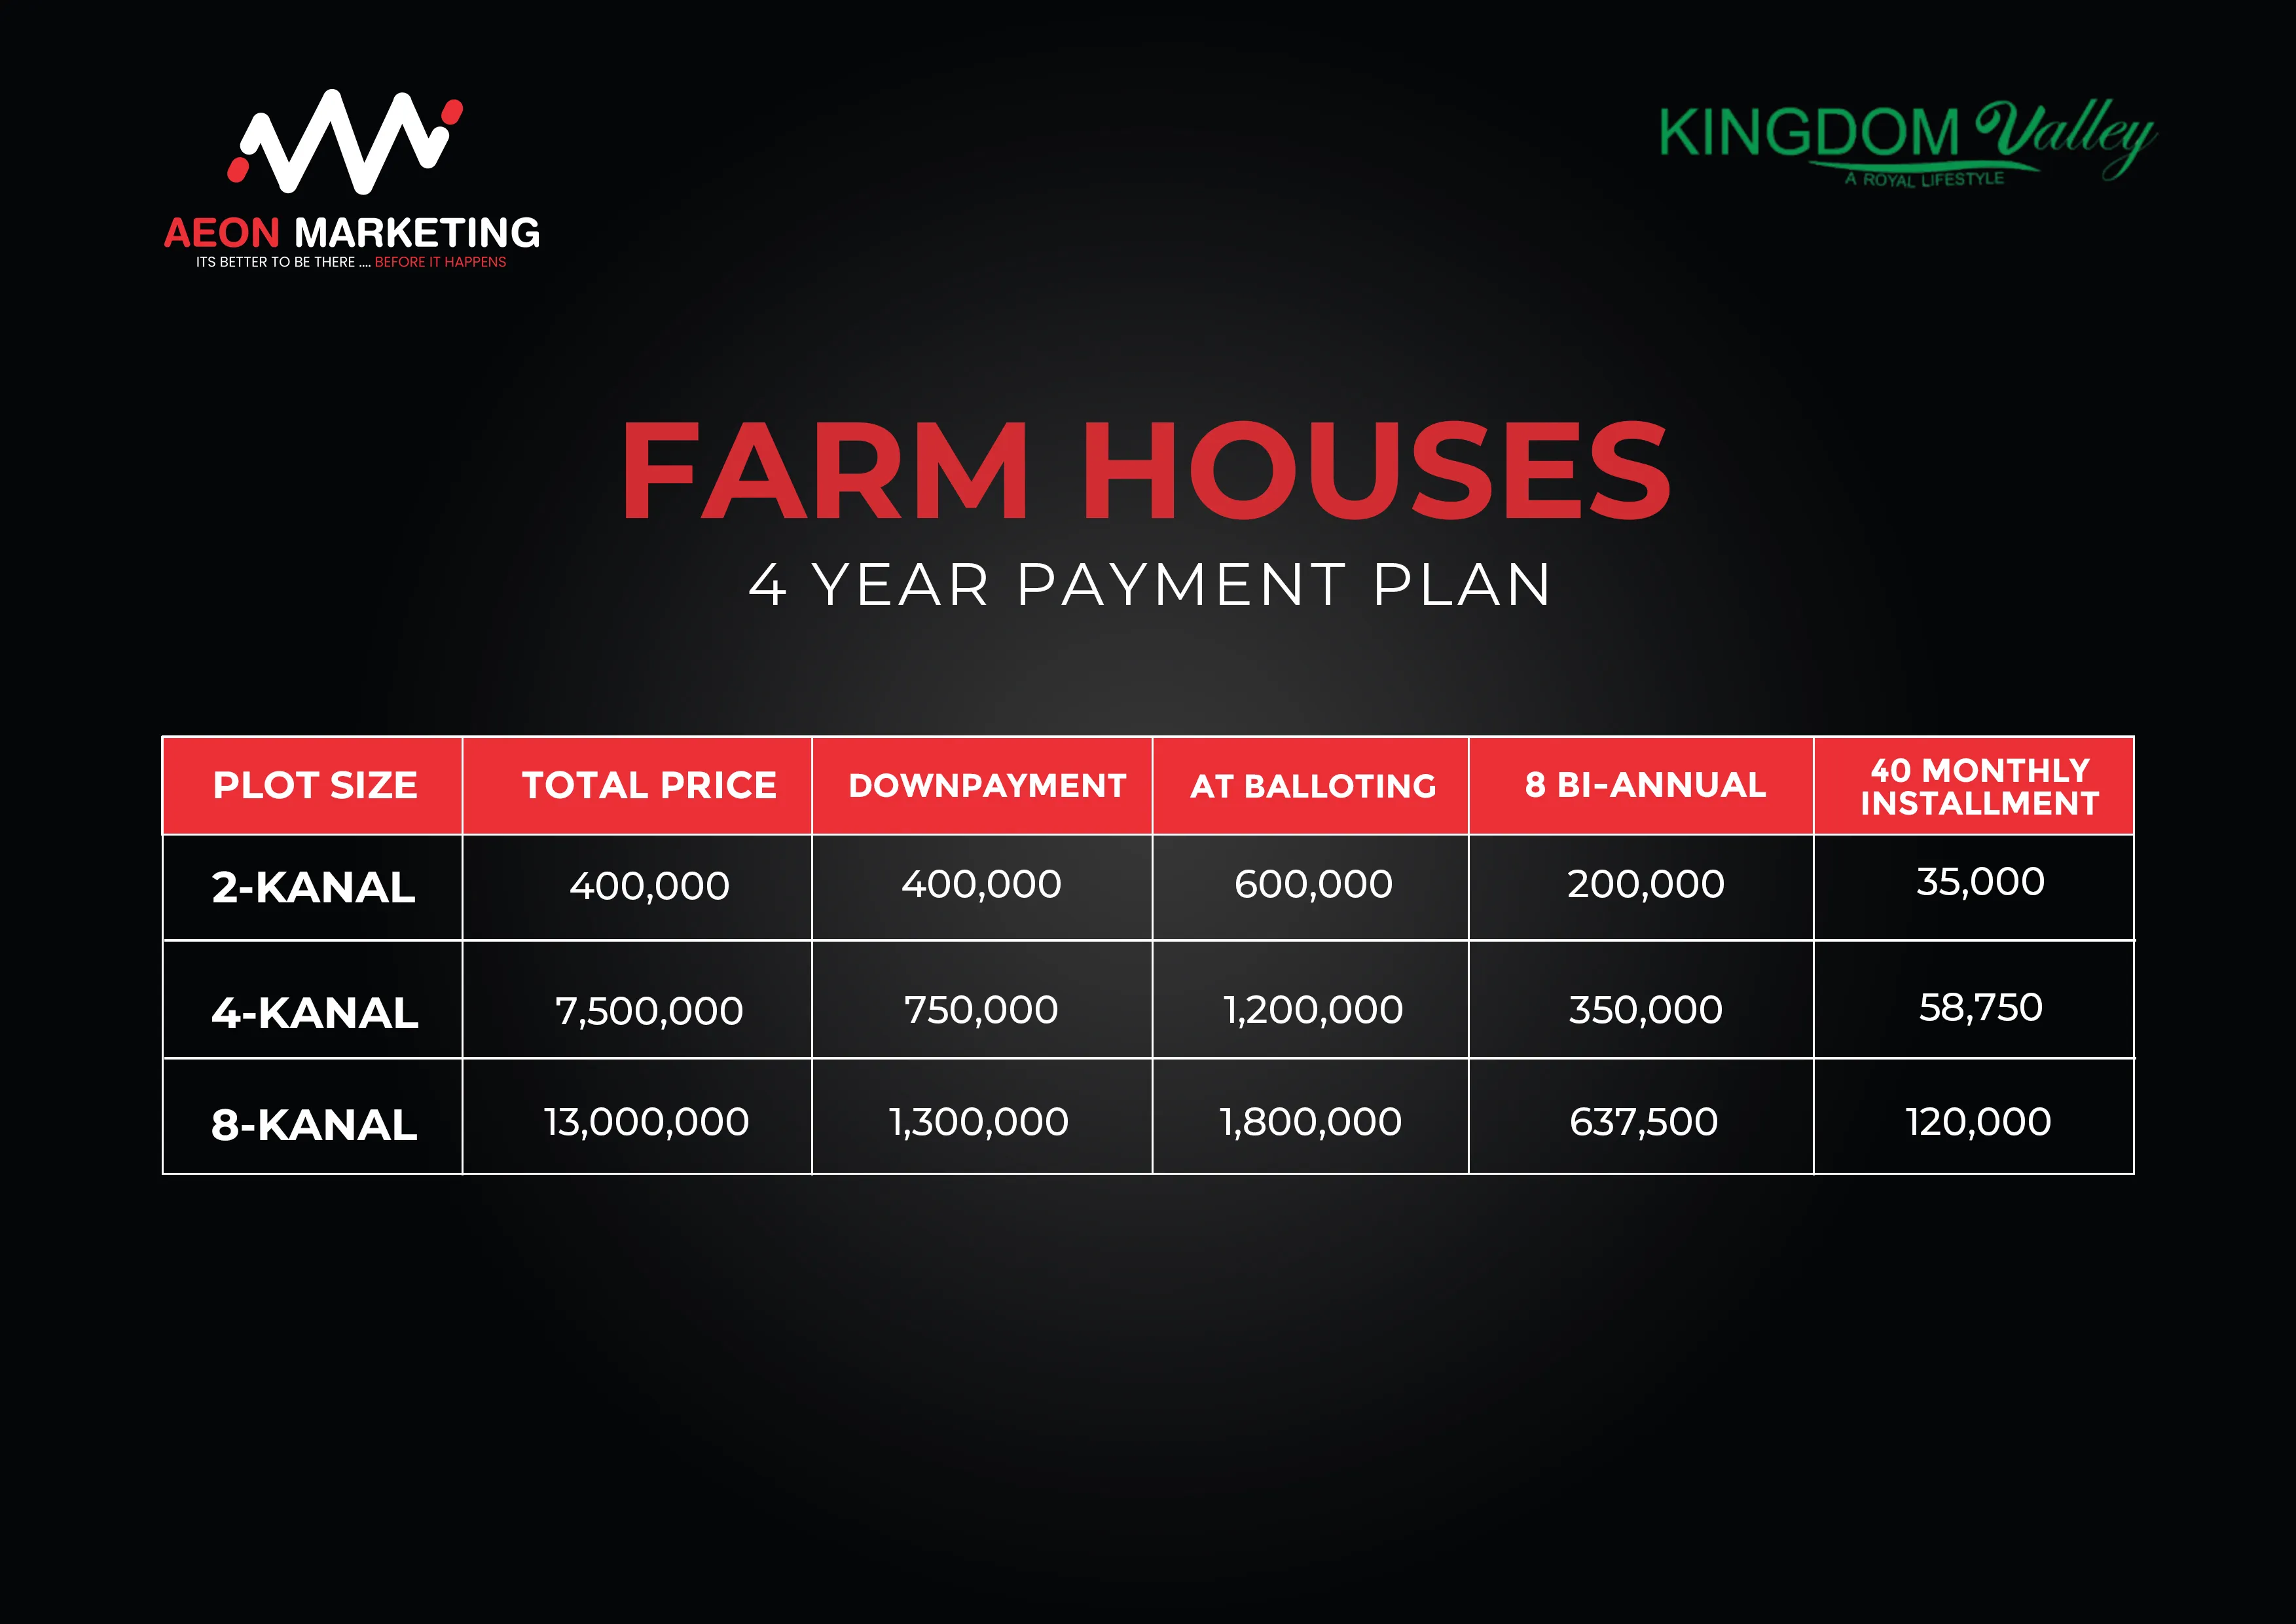 AEON MARKETING
ITS BETTER TO BE THERE .... BEFORE IT HAPPENS
KINGDOM Valley
A ROYAL LIFESTYLE
FARM HOUSES
4 YEAR PAYMENT PLAN
PLOT SIZE TOTAL PRICE DOWNPAYMENT AT BALLOTING 8 BI-ANNUAL 40 MONTHLY INSTALLMENT
2-KANAL 400,000 400,000 600,000 200,000 35,000
4-KANAL 7,500,000 750,000 1,200,000 350,000 58,750
8-KANAL 13,000,000 1,300,000 1,800,000 637,500 120,000